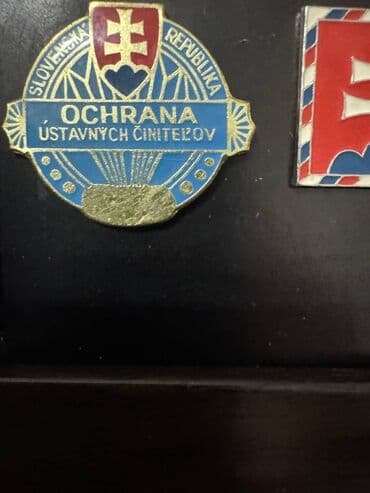 SLOVENSKÁ REPUBLIKA
OCHRANA
ÚSTAVNÝCH ČINITEĽOV